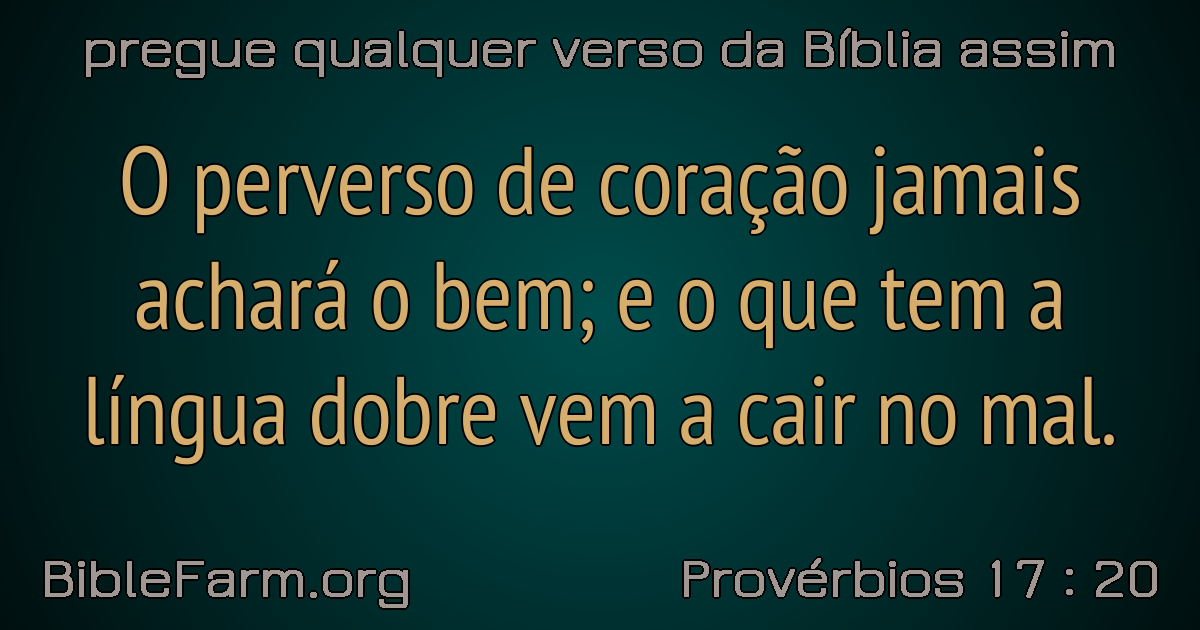 pregue qualquer verso da Bíblia assim
O perverso de coração jamais
achará o bem; e o que tem a
língua dobre vem a cair no mal.
BibleFarm.org
Provérbios 17 : 20